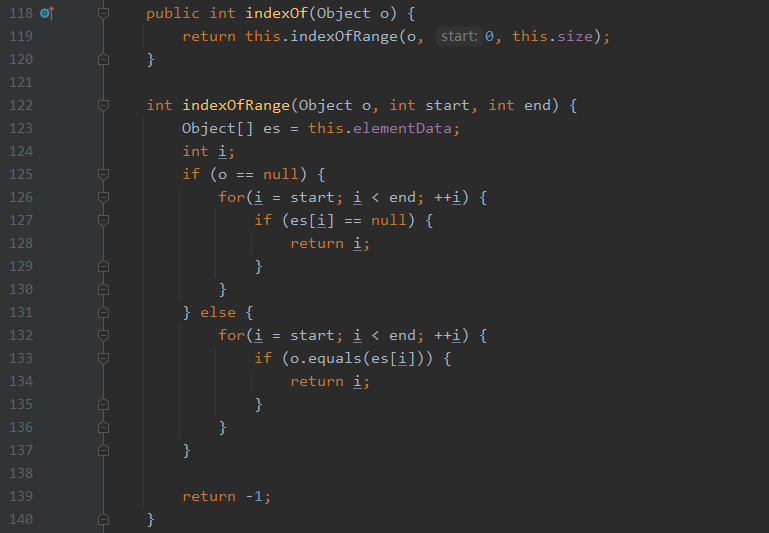 118 public int indexOf(Object o) {
119 return this.indexOfRange(o, start: 0, this.size);
120 }
121
122 int indexOfRange(Object o, int start, int end) {
123 Object[] es = this.elementData;
124 int i;
125 if (o == null) {
126 for(i = start; i < end; ++i) {
127 if (es[i] == null) {
128 return i;
129 }
130 }
131 } else {
132 for(i = start; i < end; ++i) {
133 if (o.equals(es[i])) {
134 return i;
135 }
136 }
137 }
138
139 return -1;
140 }